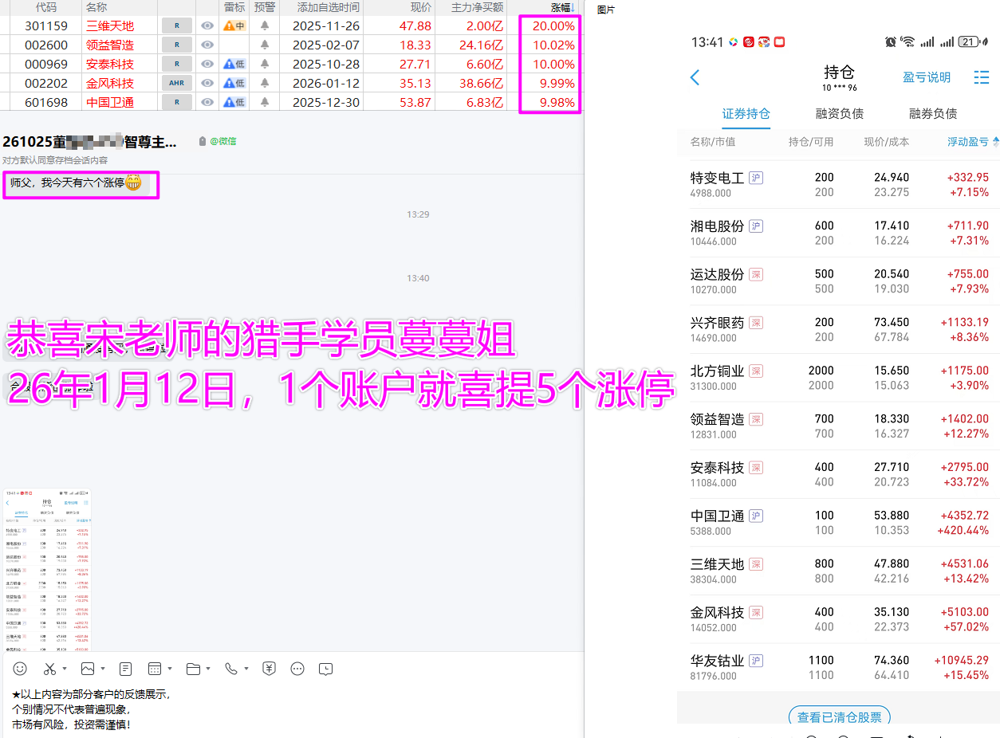 代码 名称 雷标 预警 添加自选时间 现价 主力净买额 涨幅↓
301159 三维天地 R 中 2025-11-26 47.88 2.00亿 20.00%
002600 领益智造 R 2025-02-07 18.33 24.16亿 10.02%
000969 安泰科技 R 低 2025-10-28 27.71 6.60亿 10.00%
002202 金风科技 AHR 低 2026-01-12 35.13 38.66亿 9.99%
601698 中国卫通 R 低 2025-12-30 53.87 6.83亿 9.98%
261025董 智尊主... @微信
对方默认同意存档会话内容
师父，我今天有六个涨停
13:29
13:40
恭喜宋老师的猎手学员蔓蔓姐
26年1月12日，1个账户就喜提5个涨停
★以上内容为部分客户的反馈展示，
个别情况不代表普遍现象，
市场有风险，投资需谨慎！
图片
13:41 21
持仓
10 *** 96
盈亏说明
证券持仓 融资负债 融券负债
名称/市值 持仓/可用 现价/成本 浮动盈亏
特变电工 沪 200 24.940 +332.95
4988.000 200 23.275 +7.15%
湘电股份 沪 600 17.410 +711.90
10446.000 200 16.224 +7.31%
运达股份 深 500 20.540 +755.00
10270.000 500 19.030 +7.93%
兴齐眼药 深 200 73.450 +1133.19
14690.000 200 67.784 +8.36%
北方铜业 深 2000 15.650 +1175.00
31300.000 2000 15.063 +3.90%
领益智造 深 700 18.330 +1402.00
12831.000 700 16.327 +12.27%
安泰科技 深 400 27.710 +2795.00
11084.000 400 20.723 +33.72%
中国卫通 沪 100 53.880 +4352.72
5388.000 100 10.353 +420.44%
三维天地 深 800 47.880 +4531.06
38304.000 800 42.216 +13.42%
金风科技 深 400 35.130 +5103.00
14052.000 400 22.373 +57.02%
华友钴业 沪 1100 74.360 +10945.29
81796.000 1100 64.410 +15.45%
查看已清仓股票